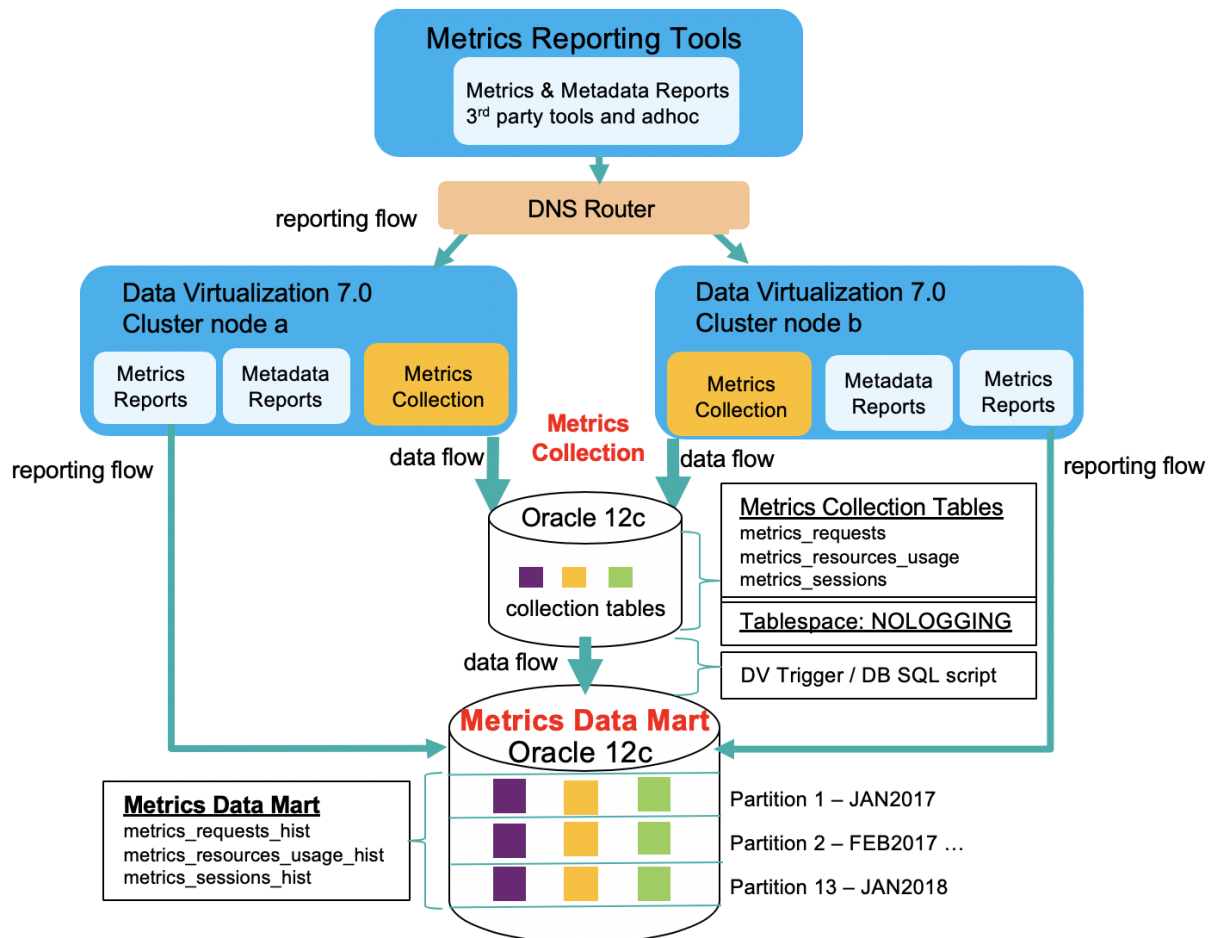 Metrics Reporting Tools
Metrics & Metadata Reports
3rd party tools and adhoc
DNS Router
reporting flow
Data Virtualization 7.0
Cluster node a
Metrics
Reports
Metadata
Reports
Metrics
Collection
Data Virtualization 7.0
Cluster node b
Metrics
Collection
Metadata
Reports
Metrics
Reports
Metrics
Collection
reporting flow
data flow
data flow
reporting flow
Oracle 12c
collection tables
Metrics Collection Tables
metrics_requests
metrics_resources_usage
metrics_sessions
Tablespace: NOLOGGING
data flow
DV Trigger / DB SQL script
Metrics Data Mart
Oracle 12c
Metrics Data Mart
metrics_requests_hist
metrics_resources_usage_hist
metrics_sessions_hist
Partition 1 – JAN2017
Partition 2 – FEB2017 ...
Partition 13 – JAN2018